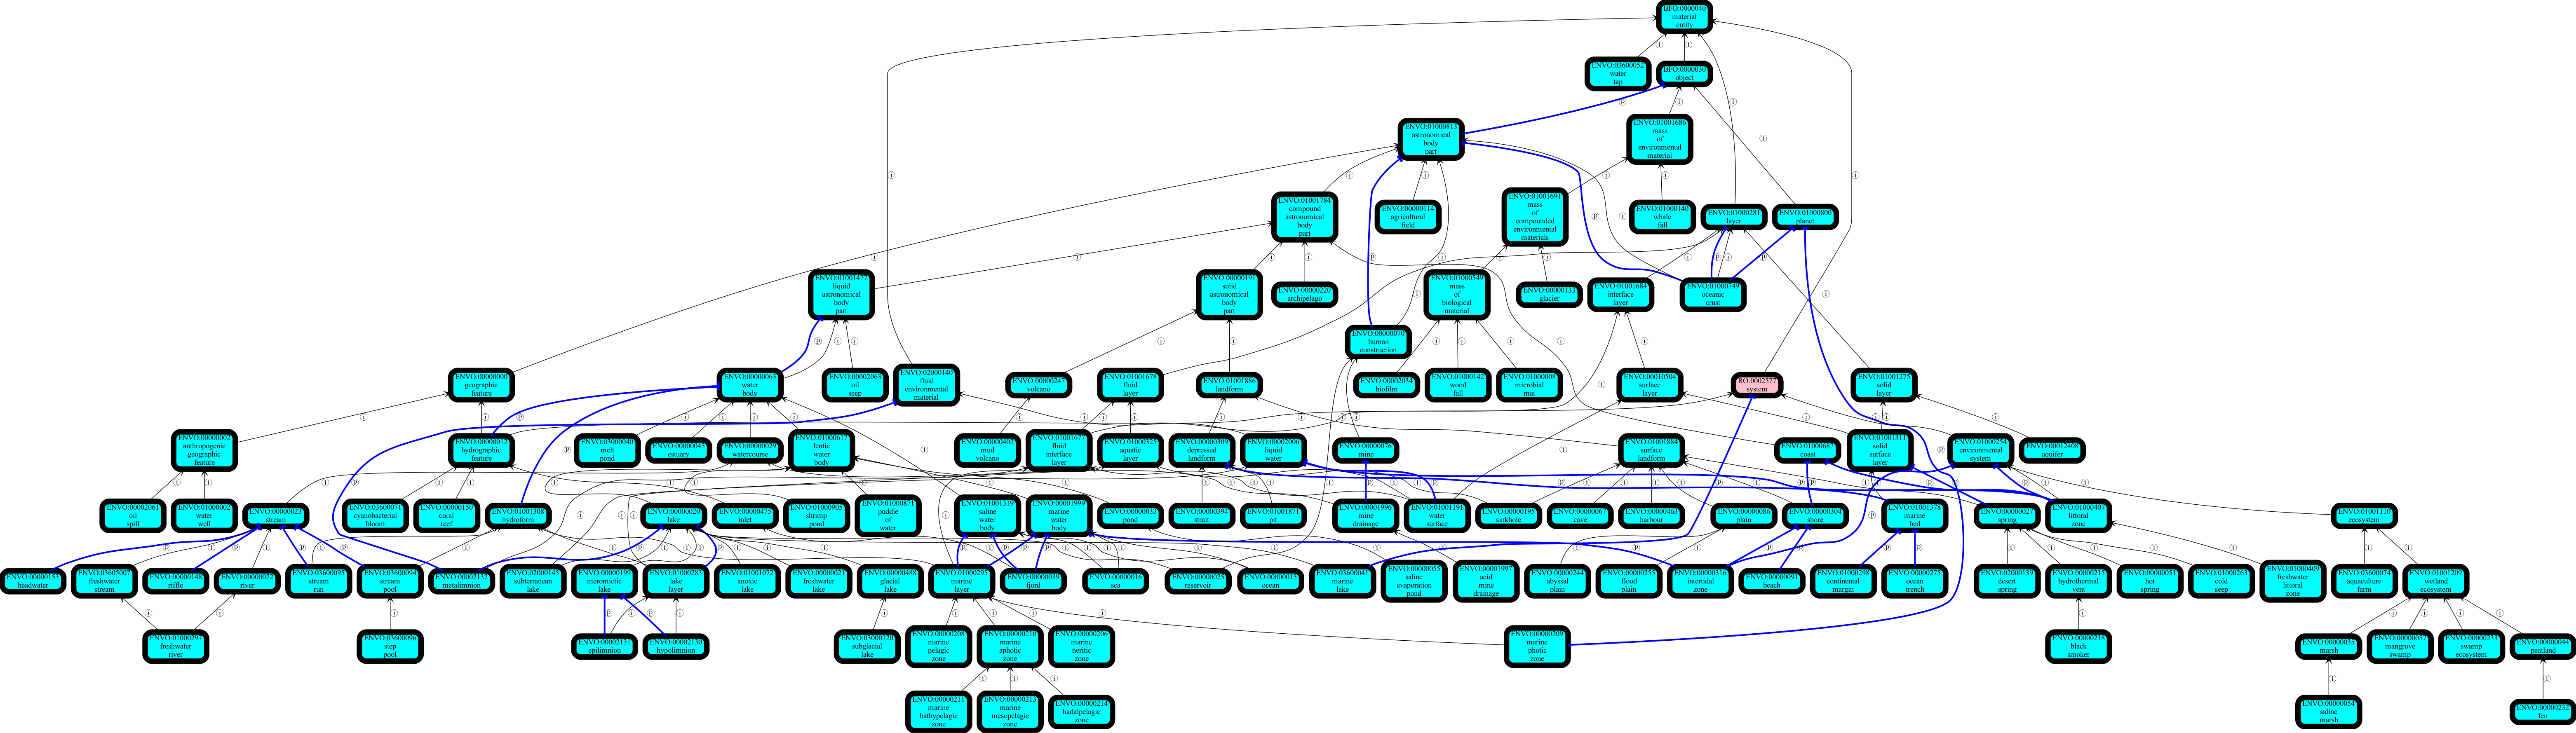 BFO:0000040
material
entity
ENVO:03600052
water
tap
BFO:0000030
object
ENVO:01000813
astronomical
body
part
ENVO:01001686
mass
of
environmental
material
ENVO:01001784
compound
astronomical
body
part
ENVO:00000114
agricultural
field
ENVO:01001691
mass
of
compounded
environmental
materials
ENVO:01000140
whale
fall
ENVO:01000281
layer
ENVO:01000800
planet
ENVO:01001477
liquid
astronomical
body
part
ENVO:00000191
solid
astronomical
body
part
ENVO:00000220
archipelago
ENVO:01000549
mass
of
biological
material
ENVO:00000133
glacier
ENVO:01001684
interface
layer
ENVO:01000749
oceanic
crust
ENVO:00000070
human
construction
ENVO:00000000
geographic
feature
ENVO:00000063
water
body
ENVO:00002063
oil
seep
ENVO:02000140
fluid
environmental
material
ENVO:00000247
volcano
ENVO:01001678
fluid
layer
ENVO:01001886
landform
ENVO:00002034
biofilm
ENVO:01000142
wood
fall
ENVO:01000008
microbial
mat
ENVO:00010504
surface
layer
RO:0002577
system
ENVO:01001275
solid
layer
ENVO:00000002
anthropogenic
geographic
feature
ENVO:00000012
hydrographic
feature
ENVO:03000040
melt
pond
ENVO:00000045
estuary
ENVO:00000029
watercourse
ENVO:01000617
lentic
water
body
ENVO:00000402
mud
volcano
ENVO:01001677
fluid
interface
layer
ENVO:01000325
aquatic
layer
ENVO:00000309
depressed
landform
ENVO:00002006
liquid
water
ENVO:00000076
mine
ENVO:01001884
surface
landform
ENVO:01000687
coast
ENVO:01001311
solid
surface
layer
ENVO:01000254
environmental
system
ENVO:00012408
aquifer
ENVO:00002061
oil
spill
ENVO:01000002
water
well
ENVO:00000023
stream
ENVO:03600071
cyanobacterial
bloom
ENVO:00000150
coral
reef
ENVO:01001308
hydroform
ENVO:00000020
lake
ENVO:00000475
inlet
ENVO:01000905
shrimp
pond
ENVO:01000871
puddle
of
water
ENVO:01001319
saline
water
body
ENVO:00001999
marine
water
body
ENVO:00000033
pond
ENVO:00000394
strait
ENVO:01001871
pit
ENVO:00001996
mine
drainage
ENVO:01001191
water
surface
ENVO:00000195
sinkhole
ENVO:00000067
cave
ENVO:00000463
harbour
ENVO:00000086
plain
ENVO:00000304
shore
ENVO:01001378
marine
bed
ENVO:00000027
spring
ENVO:01000407
littoral
zone
ENVO:01001110
ecosystem
ENVO:00000153
headwater
ENVO:03605007
freshwater
stream
ENVO:00000148
riffle
ENVO:00000022
river
ENVO:03600095
stream
run
ENVO:03600094
stream
pool
ENVO:00002132
metalimnion
ENVO:02000145
subterranean
lake
ENVO:00000199
meromictic
lake
ENVO:01000283
lake
layer
ENVO:01001072
anoxic
lake
ENVO:00000021
freshwater
lake
ENVO:00000488
glacial
lake
ENVO:01000295
marine
layer
ENVO:00000039
fjord
ENVO:00000016
sea
ENVO:00000025
reservoir
ENVO:00000015
ocean
ENVO:03600041
marine
lake
ENVO:00000055
saline
evaporation
pond
ENVO:00001997
acid
mine
drainage
ENVO:00000244
abyssal
plain
ENVO:00000255
flood
plain
ENVO:00000316
intertidal
zone
ENVO:00000091
beach
ENVO:01000298
continental
margin
ENVO:00000275
ocean
trench
ENVO:02000139
desert
spring
ENVO:00000215
hydrothermal
vent
ENVO:00000051
hot
spring
ENVO:01000263
cold
seep
ENVO:01000409
freshwater
littoral
zone
ENVO:03600074
aquaculture
farm
ENVO:01001209
wetland
ecosystem
ENVO:01000297
freshwater
river
ENVO:03600096
step
pool
ENVO:00002131
epilimnion
ENVO:00002130
hypolimnion
ENVO:03000120
subglacial
lake
ENVO:00000208
marine
pelagic
zone
ENVO:00000210
marine
aphotic
zone
ENVO:00000206
marine
neritic
zone
ENVO:00000209
marine
photic
zone
ENVO:00000218
black
smoker
ENVO:00000035
marsh
ENVO:00000057
mangrove
swamp
ENVO:00000233
swamp
ecosystem
ENVO:00000044
peatland
ENVO:00000211
marine
bathypelagic
zone
ENVO:00000213
marine
mesopelagic
zone
ENVO:00000214
hadalpelagic
zone
ENVO:00000054
saline
marsh
ENVO:00000232
fen